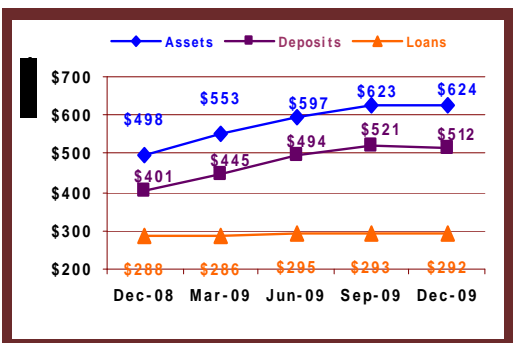 Assets Deposits Loans
$700
$600
$500
$400
$300
$200
$498 $553 $597 $623 $624
$401 $445 $494 $521 $512
$288 $286 $295 $293 $292
Dec-08 Mar-09 Jun-09 Sep-09 Dec-09